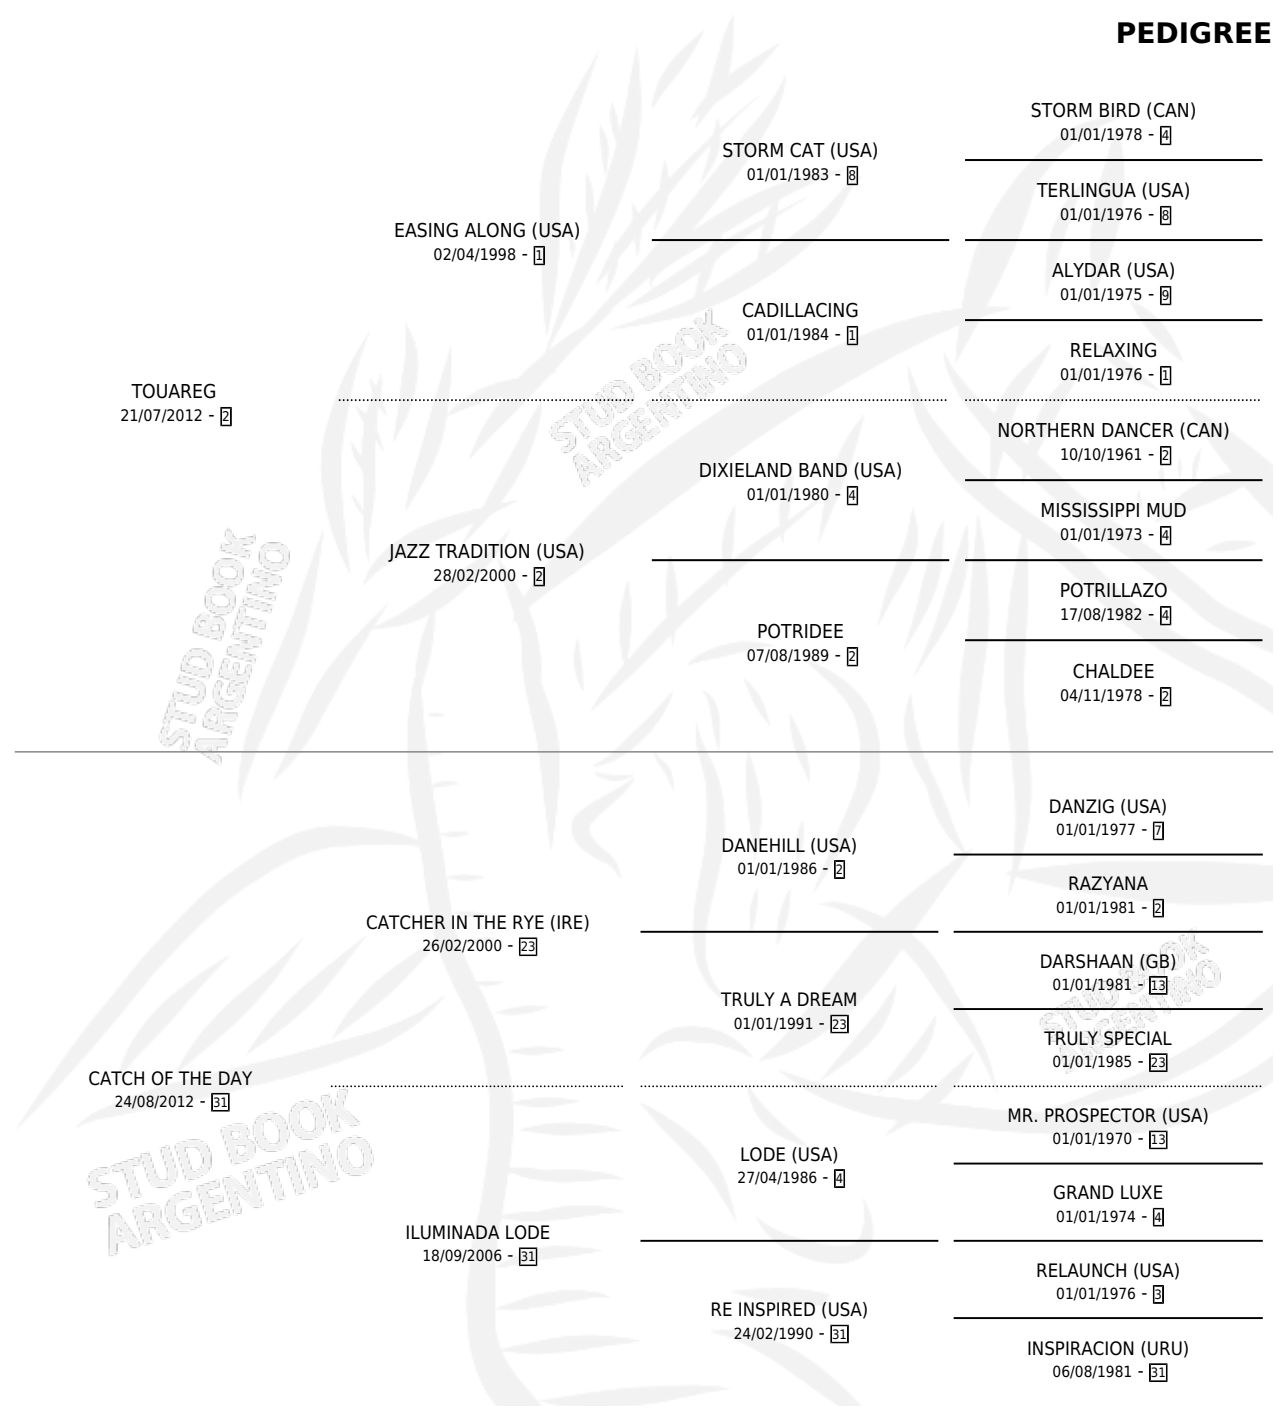 PEDIGREE
STORM BIRD (CAN)
01/01/1978 - 4
STORM CAT (USA)
01/01/1983 - 8
TERLINGUA (USA)
01/01/1976 - 8
EASING ALONG (USA)
02/04/1998 - 1
ALYDAR (USA)
01/01/1975 - 9
CADILLACING
01/01/1984 - 1
RELAXING
01/01/1976 - 1
TOUAREG
21/07/2012 - 2
NORTHERN DANCER (CAN)
10/10/1961 - 2
DIXIELAND BAND (USA)
01/01/1980 - 4
MISSISSIPPI MUD
01/01/1973 - 4
JAZZ TRADITION (USA)
28/02/2000 - 2
POTRILLAZO
17/08/1982 - 4
POTRIDEE
07/08/1989 - 2
CHALDEE
04/11/1978 - 2
STUD BOOK
ARGENTINO
STUD BOOK
ARGENTINO
DANZIG (USA)
01/01/1977 - 7
DANEHILL (USA)
01/01/1986 - 2
RAZYANA
01/01/1981 - 2
CATCHER IN THE RYE (IRE)
26/02/2000 - 23
DARSHAAN (GB)
01/01/1981 - 13
TRULY A DREAM
01/01/1991 - 23
TRULY SPECIAL
01/01/1985 - 23
CATCH OF THE DAY
24/08/2012 - 31
MR. PROSPECTOR (USA)
01/01/1970 - 13
LODE (USA)
27/04/1986 - 4
GRAND LUXE
01/01/1974 - 4
ILUMINADA LODE
18/09/2006 - 31
RELAUNCH (USA)
01/01/1976 - 3
RE INSPIRED (USA)
24/02/1990 - 31
INSPIRACION (URU)
06/08/1981 - 31
STUD BOOK
ARGENTINO
STUD BOOK
ARGENTINO